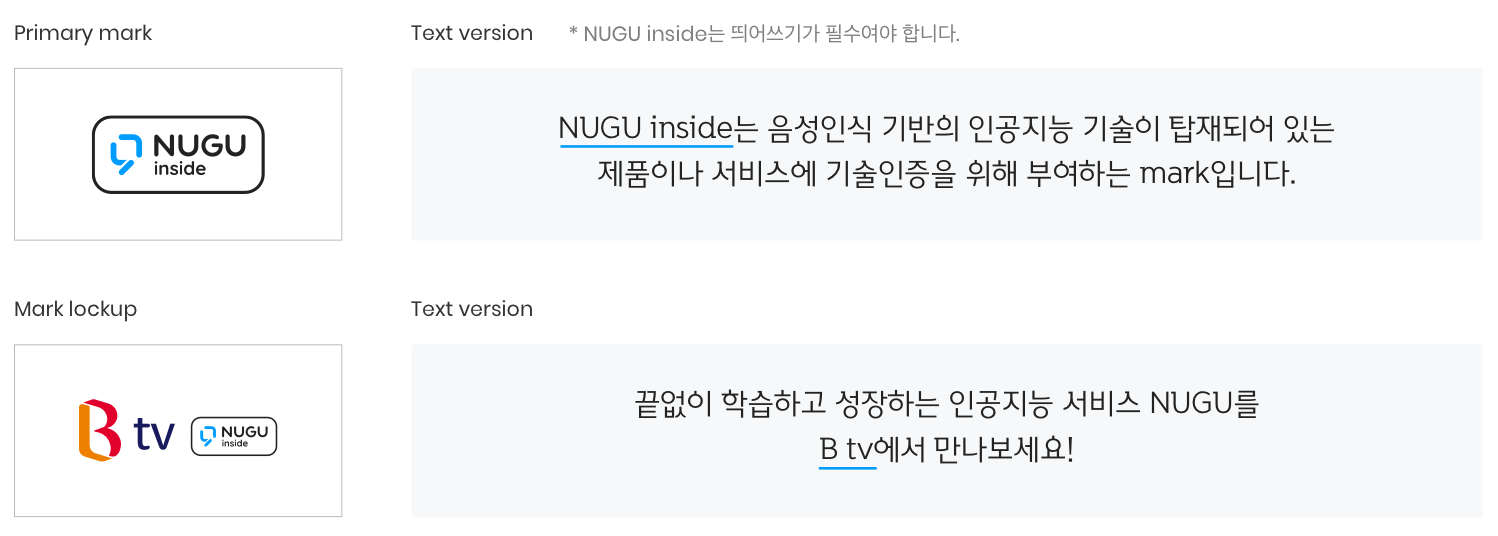 Primary mark
Text version
* NUGU inside는 띄어쓰기가 필수여야 합니다.
NUGU
inside
NUGU inside는 음성인식 기반의 인공지능 기술이 탑재되어 있는
제품이나 서비스에 기술인증을 위해 부여하는 mark입니다.
Mark lockup
Text version
B tv
NUGU
inside
끝없이 학습하고 성장하는 인공지능 서비스 NUGU를
B tv에서 만나보세요!